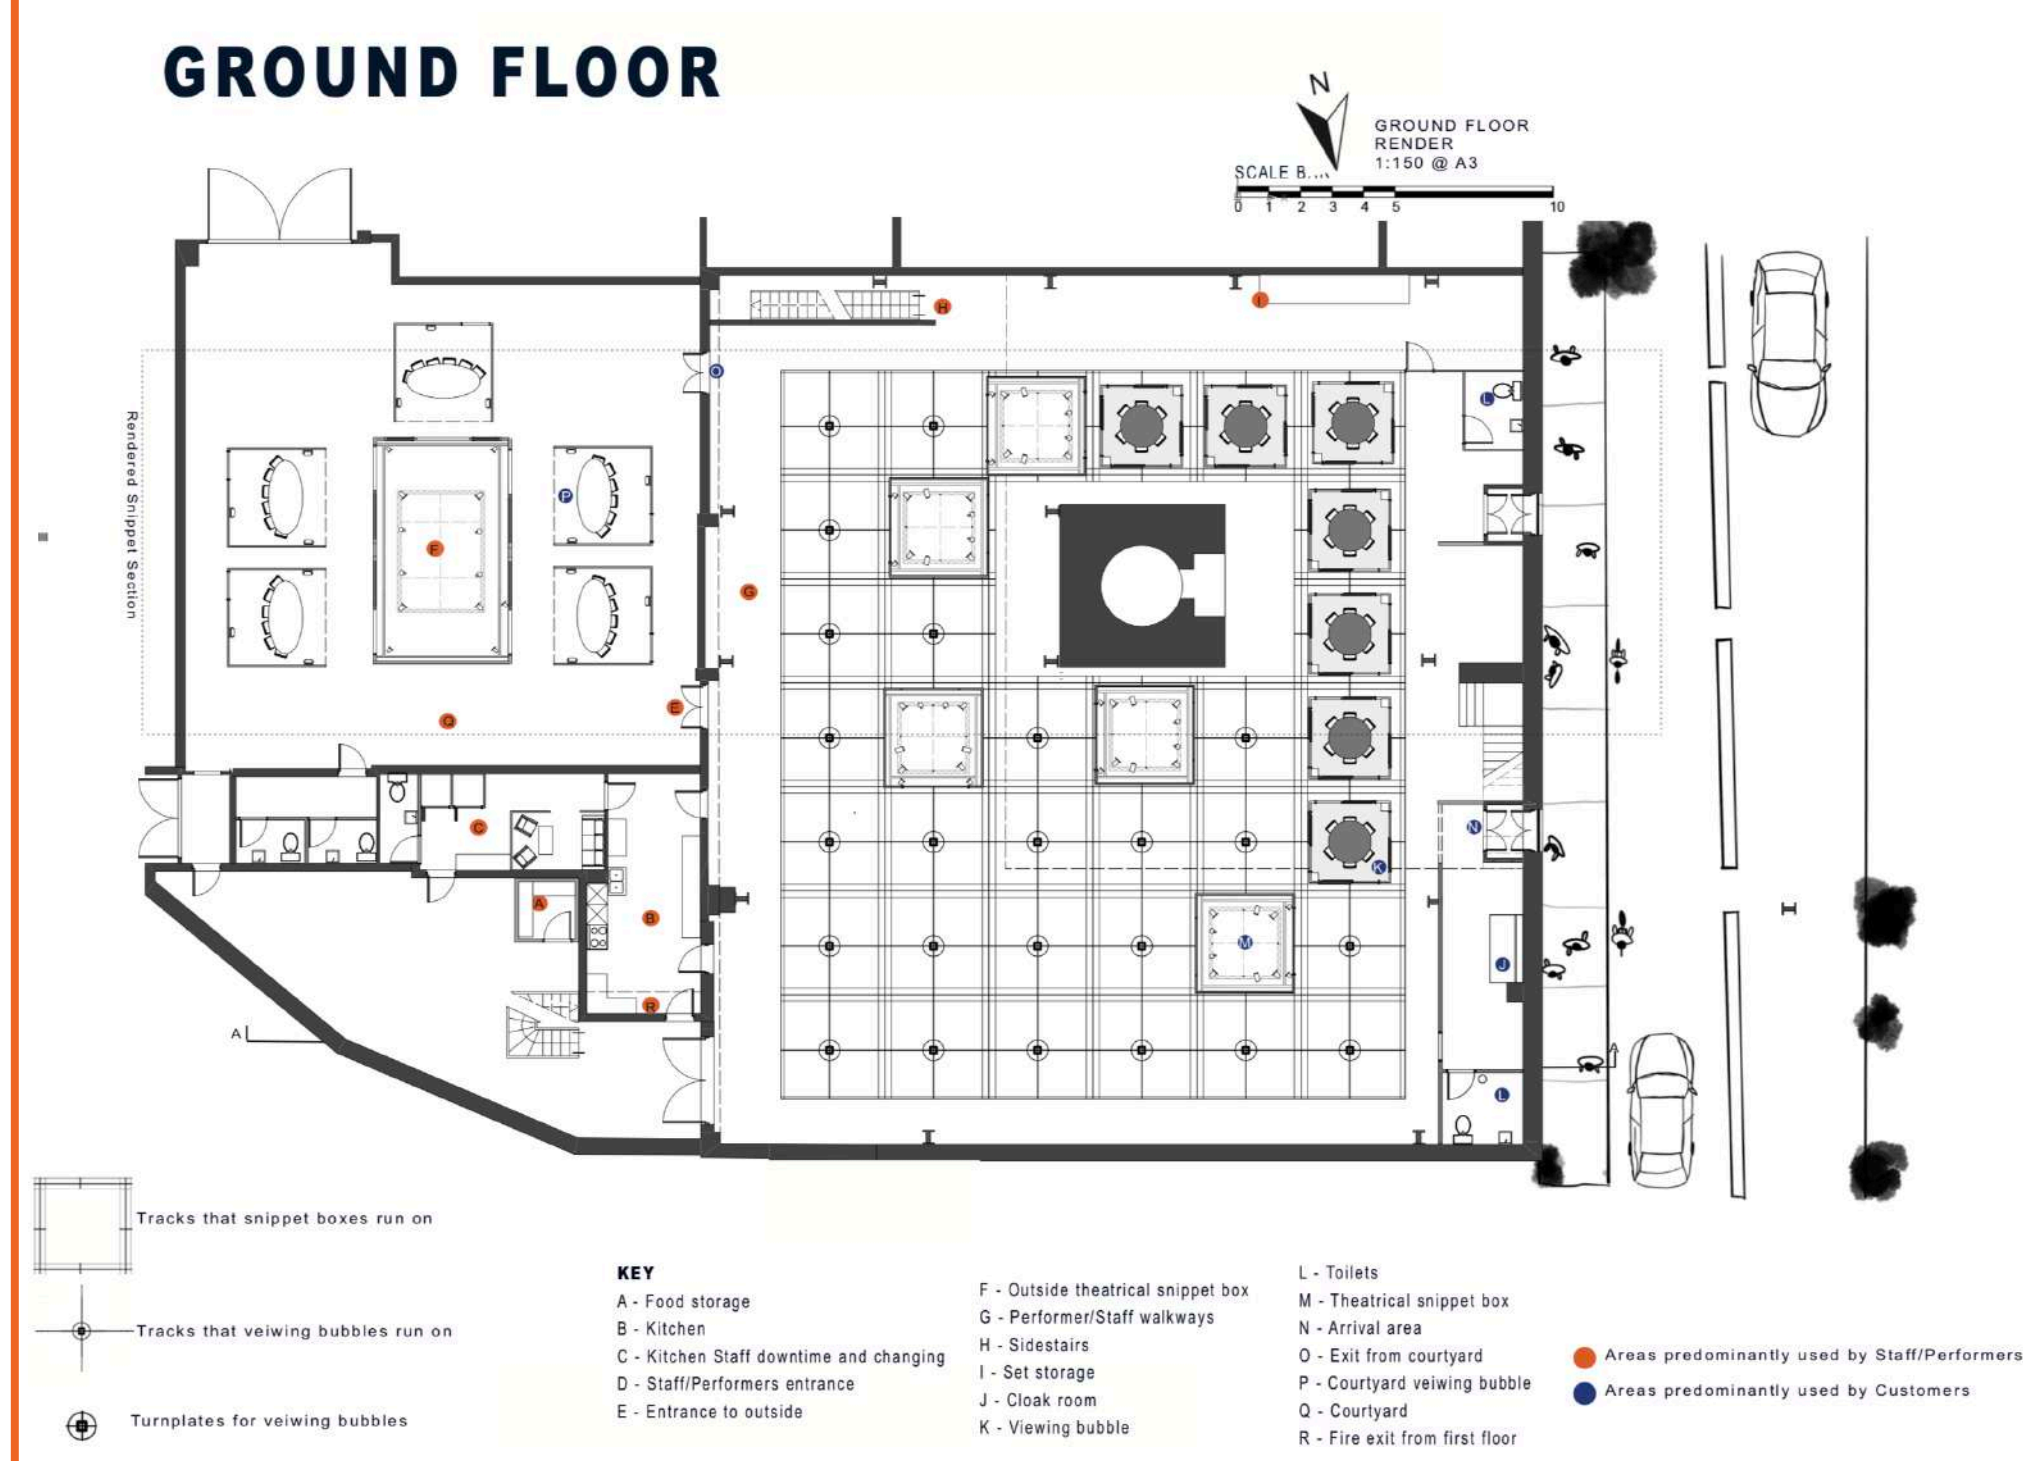 GROUND FLOOR
N
GROUND FLOOR
RENDER
1:150 @ A3
SCALE
0 1 2 3 4 5 10
H
I
O
L
Rendered Snippet Section
P
F
G
E
Q
C
N
K
A
B
M
J
R
A
A
L
Tracks that snippet boxes run on
Tracks that veiwing bubbles run on
Turnplates for veiwing bubbles
KEY
A - Food storage
B - Kitchen
C - Kitchen Staff downtime and changing
D - Staff/Performers entrance
E - Entrance to outside
F - Outside theatrical snippet box
G - Performer/Staff walkways
H - Sidestairs
I - Set storage
J - Cloak room
K - Viewing bubble
L - Toilets
M - Theatrical snippet box
N - Arrival area
O - Exit from courtyard
P - Courtyard veiwing bubble
Q - Courtyard
R - Fire exit from first floor
Areas predominantly used by Staff/Performers
Areas predominantly used by Customers